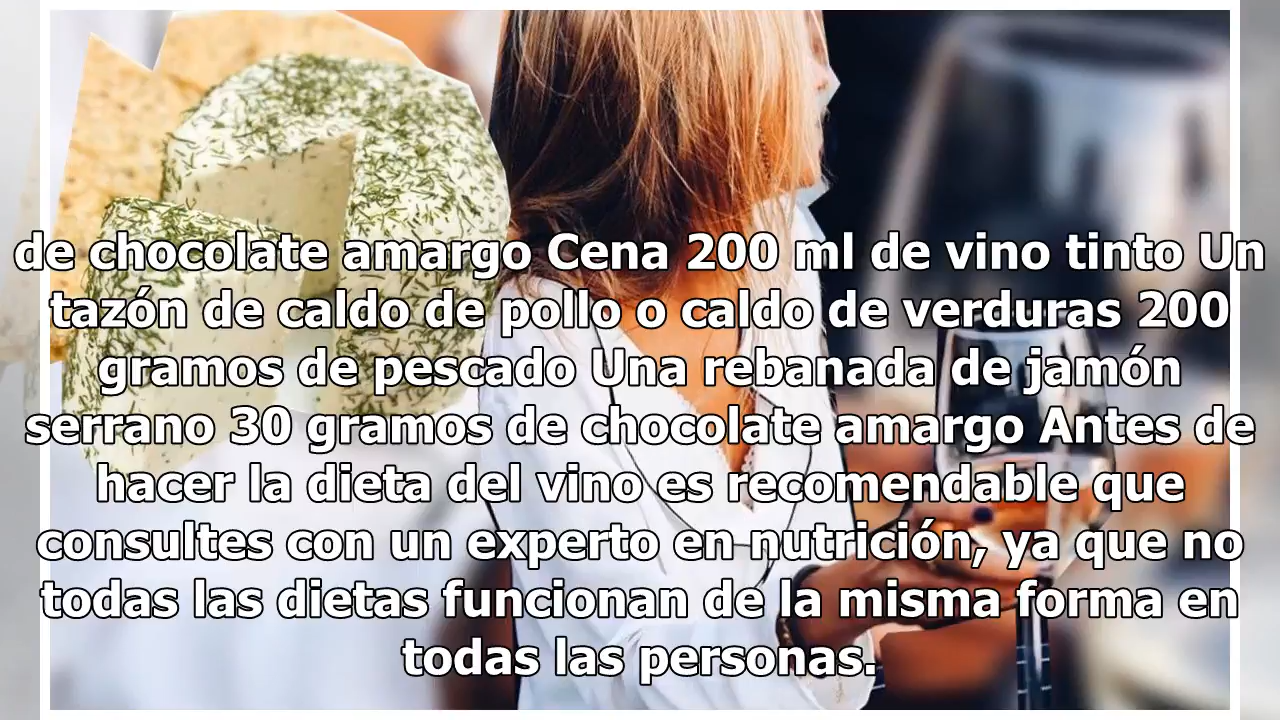 de chocolate amargo Cena 200 ml de vino tinto Un
tazón de caldo de pollo o caldo de verduras 200
gramos de pescado Una rebanada de jamón
serrano 30 gramos de chocolate amargo Antes de
hacer la dieta del vino es recomendable que
consultes con un experto en nutrición, ya que no
todas las dietas funcionan de la misma forma en
todas las personas.